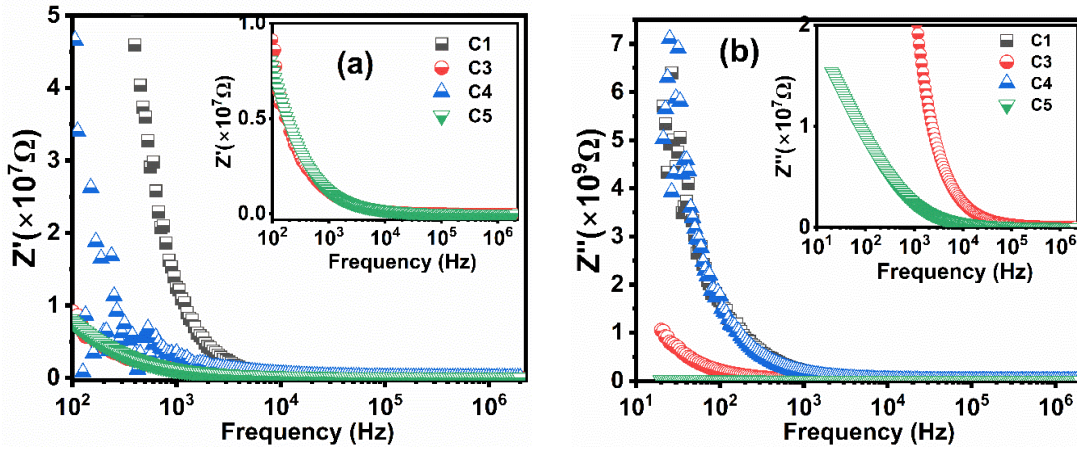 (a)
Z'(×10⁷Ω)
5
4
3
2
1
0
10² 10³ 10⁴ 10⁵ 10⁶
Frequency (Hz)
Z'(×10⁷Ω)
1.0
0.5
0.0
10² 10³ 10⁴ 10⁵ 10⁶
Frequency (Hz)
C1
C3
C4
C5
(b)
Z''(×10⁹Ω)
7
6
5
4
3
2
1
0
10¹ 10² 10³ 10⁴ 10⁵ 10⁶
Frequency (Hz)
Z''(×10⁷Ω)
2
1
0
10¹ 10² 10³ 10⁴ 10⁵ 10⁶
Frequency (Hz)
C1
C3
C4
C5